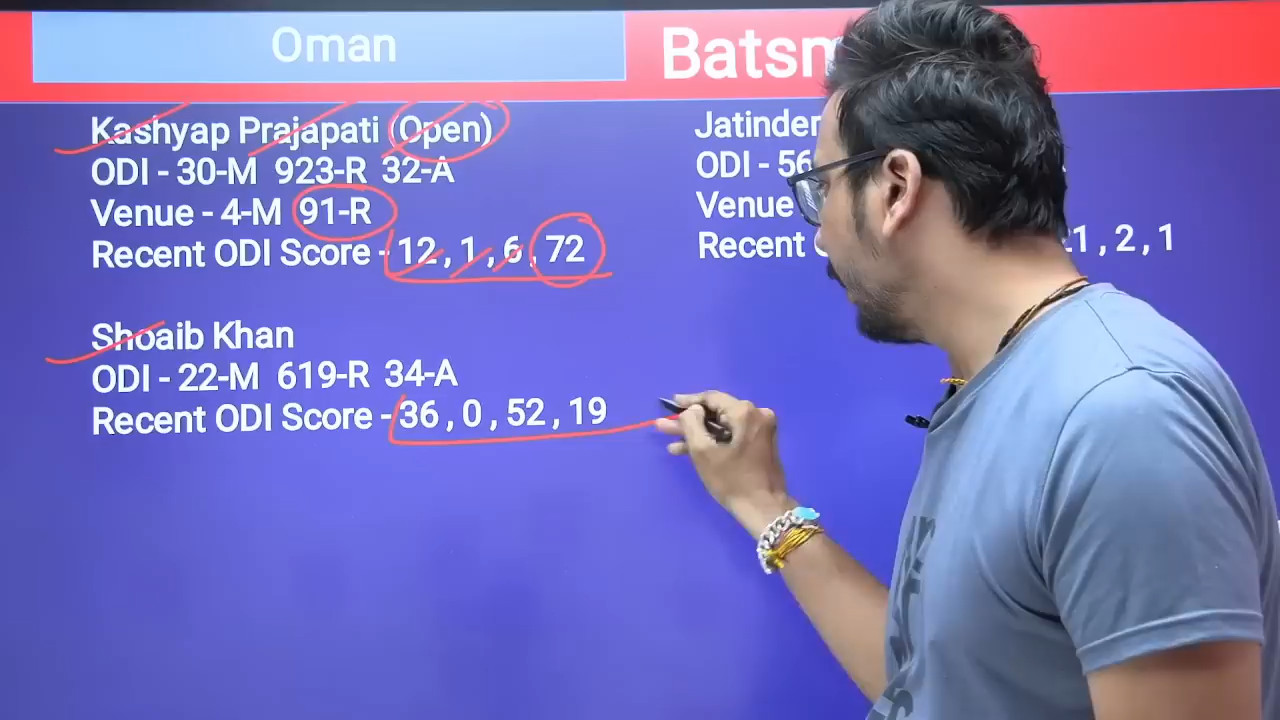 Oman
Kashyap Prajapati (Open)
ODI - 30-M 923-R 32-A
Venue - 4-M 91-R
Recent ODI Score - 12 , 1 , 6 , 72
Shoaib Khan
ODI - 22-M 619-R 34-A
Recent ODI Score - 36 , 0 , 52 , 19
Jatinder
ODI - 56
Venue
Recent 21 , 2 , 1